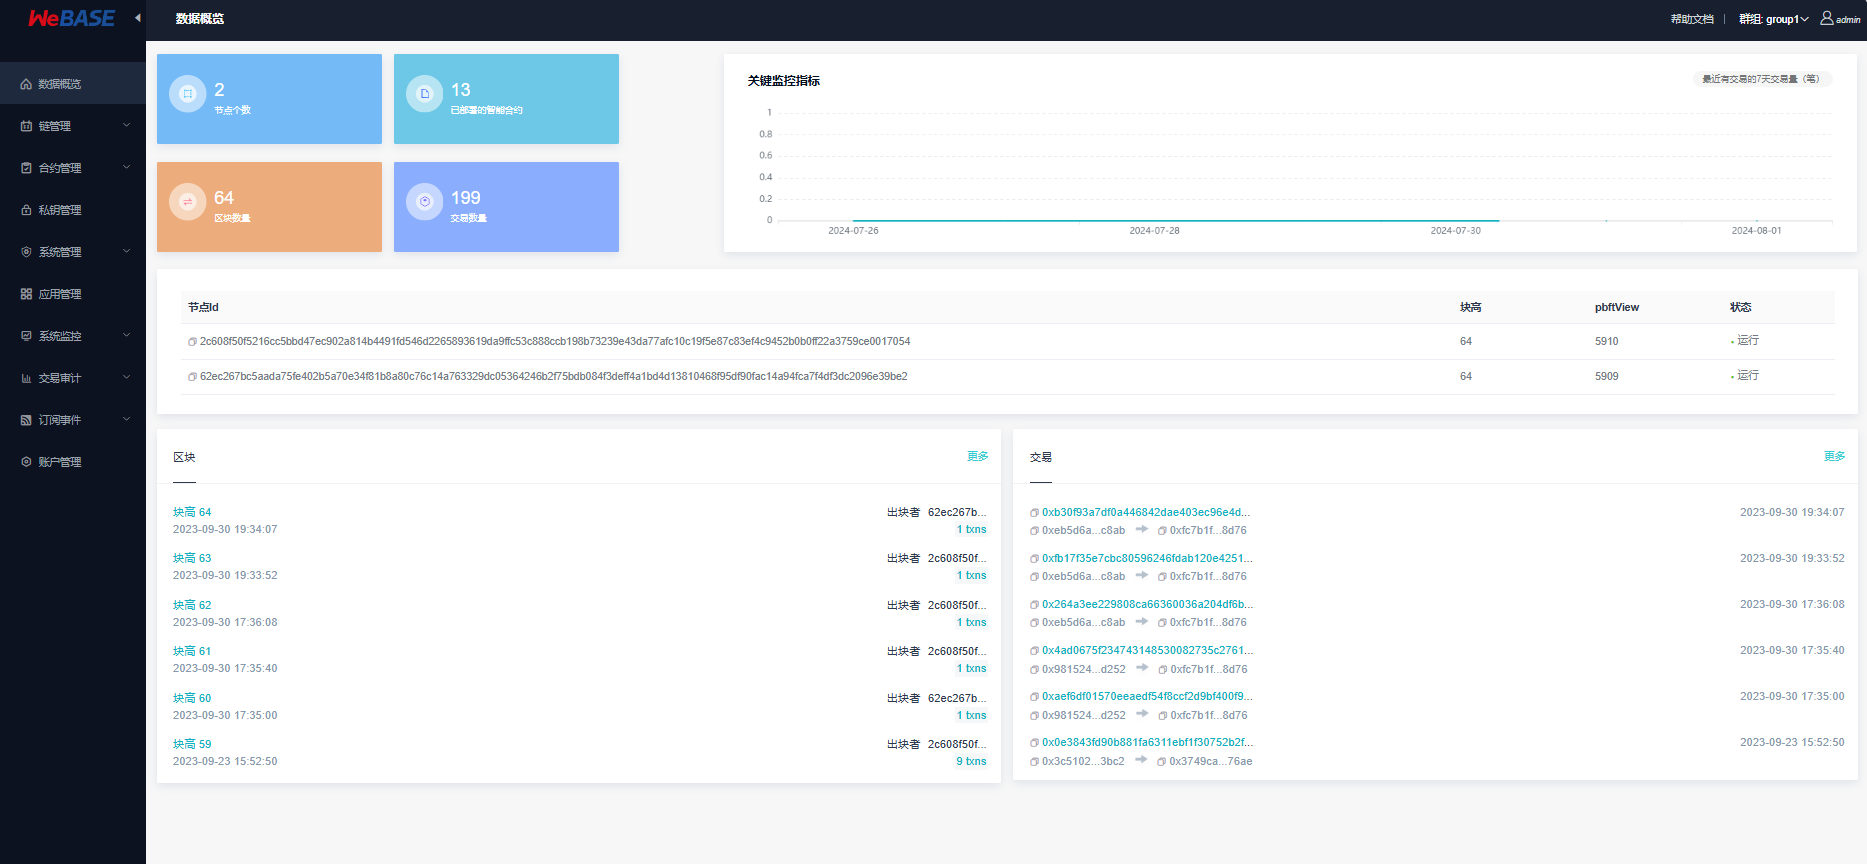 WeBASE
数据概览
帮助文档
群组: group1
admin
数据概览
链管理
合约管理
私钥管理
系统管理
应用管理
系统监控
交易审计
订阅事件
账户管理
2
节点个数
13
已部署的智能合约
64
区块数量
199
交易数量
关键监控指标
最近有交易的7天交易量（笔）
1
0.8
0.6
0.4
0.2
0
2024-07-26 2024-07-28 2024-07-30 2024-08-01
节点Id 块高 pbftView 状态
2c608f50f5216cc5bbd47ec902a814b4491fd546d2265893619da9ffc53c888ccb198b73239e43da77afc10c19f5e87c83ef4c9452b0b0ff22a3759ce0017054 64 5910 运行
62ec267bc5aada75fe402b5a70e34f81b8a80c76c14a763329dc05364246b2f75bdb084f3deff4a1bd4d13810468f95df90fac14a94fca7f4df3dc2096e39be2 64 5909 运行
区块 更多
块高 64 出块者 62ec267b...
2023-09-30 19:34:07 1 txns
块高 63 出块者 2c608f50f...
2023-09-30 19:33:52 1 txns
块高 62 出块者 2c608f50f...
2023-09-30 17:36:08 1 txns
块高 61 出块者 2c608f50f...
2023-09-30 17:35:40 1 txns
块高 60 出块者 62ec267b...
2023-09-30 17:35:00 1 txns
块高 59 出块者 2c608f50f...
2023-09-23 15:52:50 9 txns
交易 更多
0xb30f93a7df0a446842dae403ec96e4d... 2023-09-30 19:34:07
0xeb5d6a...c8ab 0xfc7b1f...8d76
0xfb17f35e7cbc80596246fdab120e4251... 2023-09-30 19:33:52
0xeb5d6a...c8ab 0xfc7b1f...8d76
0x264a3ee229808ca66360036a204df6b... 2023-09-30 17:36:08
0xeb5d6a...c8ab 0xfc7b1f...8d76
0x4ad0675f234743148530082735c2761... 2023-09-30 17:35:40
0x981524...d252 0xfc7b1f...8d76
0xaef6df01570eeaedf54f8ccf2d9bf400f9... 2023-09-30 17:35:00
0x981524...d252 0xfc7b1f...8d76
0x0e3843fd90b881fa6311ebf1f30752b2f... 2023-09-23 15:52:50
0x3c5102...3bc2 0x3749ca...76ae